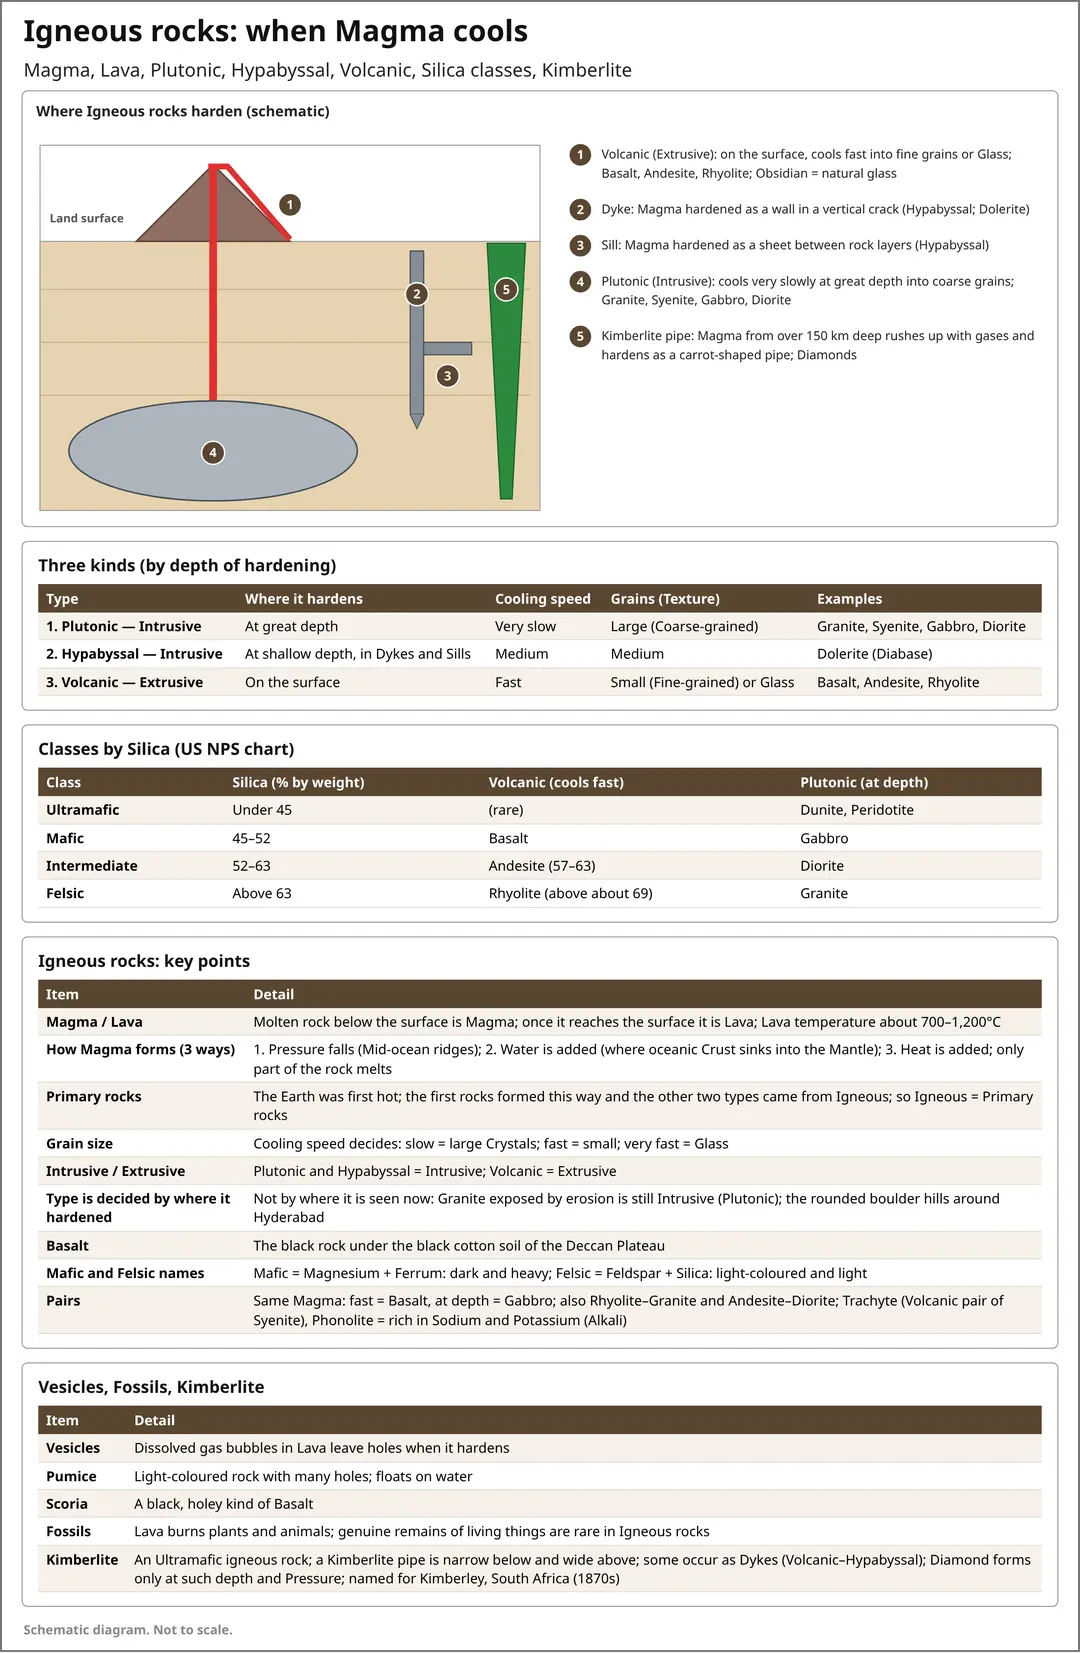 Igneous rocks: when Magma cools
Magma, Lava, Plutonic, Hypabyssal, Volcanic, Silica classes, Kimberlite
Where Igneous rocks harden (schematic)
Land surface
1
2
3
4
5
1 Volcanic (Extrusive): on the surface, cools fast into fine grains or Glass;
Basalt, Andesite, Rhyolite; Obsidian = natural glass
2 Dyke: Magma hardened as a wall in a vertical crack (Hypabyssal; Dolerite)
3 Sill: Magma hardened as a sheet between rock layers (Hypabyssal)
4 Plutonic (Intrusive): cools very slowly at great depth into coarse grains;
Granite, Syenite, Gabbro, Diorite
5 Kimberlite pipe: Magma from over 150 km deep rushes up with gases and
hardens as a carrot-shaped pipe; Diamonds
Three kinds (by depth of hardening)
Type Where it hardens Cooling speed Grains (Texture) Examples
1. Plutonic — Intrusive At great depth Very slow Large (Coarse-grained) Granite, Syenite, Gabbro, Diorite
2. Hypabyssal — Intrusive At shallow depth, in Dykes and Sills Medium Medium Dolerite (Diabase)
3. Volcanic — Extrusive On the surface Fast Small (Fine-grained) or Glass Basalt, Andesite, Rhyolite
Classes by Silica (US NPS chart)
Class Silica (% by weight) Volcanic (cools fast) Plutonic (at depth)
Ultramafic Under 45 (rare) Dunite, Peridotite
Mafic 45–52 Basalt Gabbro
Intermediate 52–63 Andesite (57–63) Diorite
Felsic Above 63 Rhyolite (above about 69) Granite
Igneous rocks: key points
Item Detail
Magma / Lava Molten rock below the surface is Magma; once it reaches the surface it is Lava; Lava temperature about 700–1,200°C
How Magma forms (3 ways) 1. Pressure falls (Mid-ocean ridges); 2. Water is added (where oceanic Crust sinks into the Mantle); 3. Heat is added; only
part of the rock melts
Primary rocks The Earth was first hot; the first rocks formed this way and the other two types came from Igneous; so Igneous = Primary
rocks
Grain size Cooling speed decides: slow = large Crystals; fast = small; very fast = Glass
Intrusive / Extrusive Plutonic and Hypabyssal = Intrusive; Volcanic = Extrusive
Type is decided by where it Not by where it is seen now: Granite exposed by erosion is still Intrusive (Plutonic); the rounded boulder hills around
hardened Hyderabad
Basalt The black rock under the black cotton soil of the Deccan Plateau
Mafic and Felsic names Mafic = Magnesium + Ferrum: dark and heavy; Felsic = Feldspar + Silica: light-coloured and light
Pairs Same Magma: fast = Basalt, at depth = Gabbro; also Rhyolite–Granite and Andesite–Diorite; Trachyte (Volcanic pair of
Syenite), Phonolite = rich in Sodium and Potassium (Alkali)
Vesicles, Fossils, Kimberlite
Item Detail
Vesicles Dissolved gas bubbles in Lava leave holes when it hardens
Pumice Light-coloured rock with many holes; floats on water
Scoria A black, holey kind of Basalt
Fossils Lava burns plants and animals; genuine remains of living things are rare in Igneous rocks
Kimberlite An Ultramafic igneous rock; a Kimberlite pipe is narrow below and wide above; some occur as Dykes (Volcanic–Hypabyssal); Diamond forms
only at such depth and Pressure; named for Kimberley, South Africa (1870s)
Schematic diagram. Not to scale.